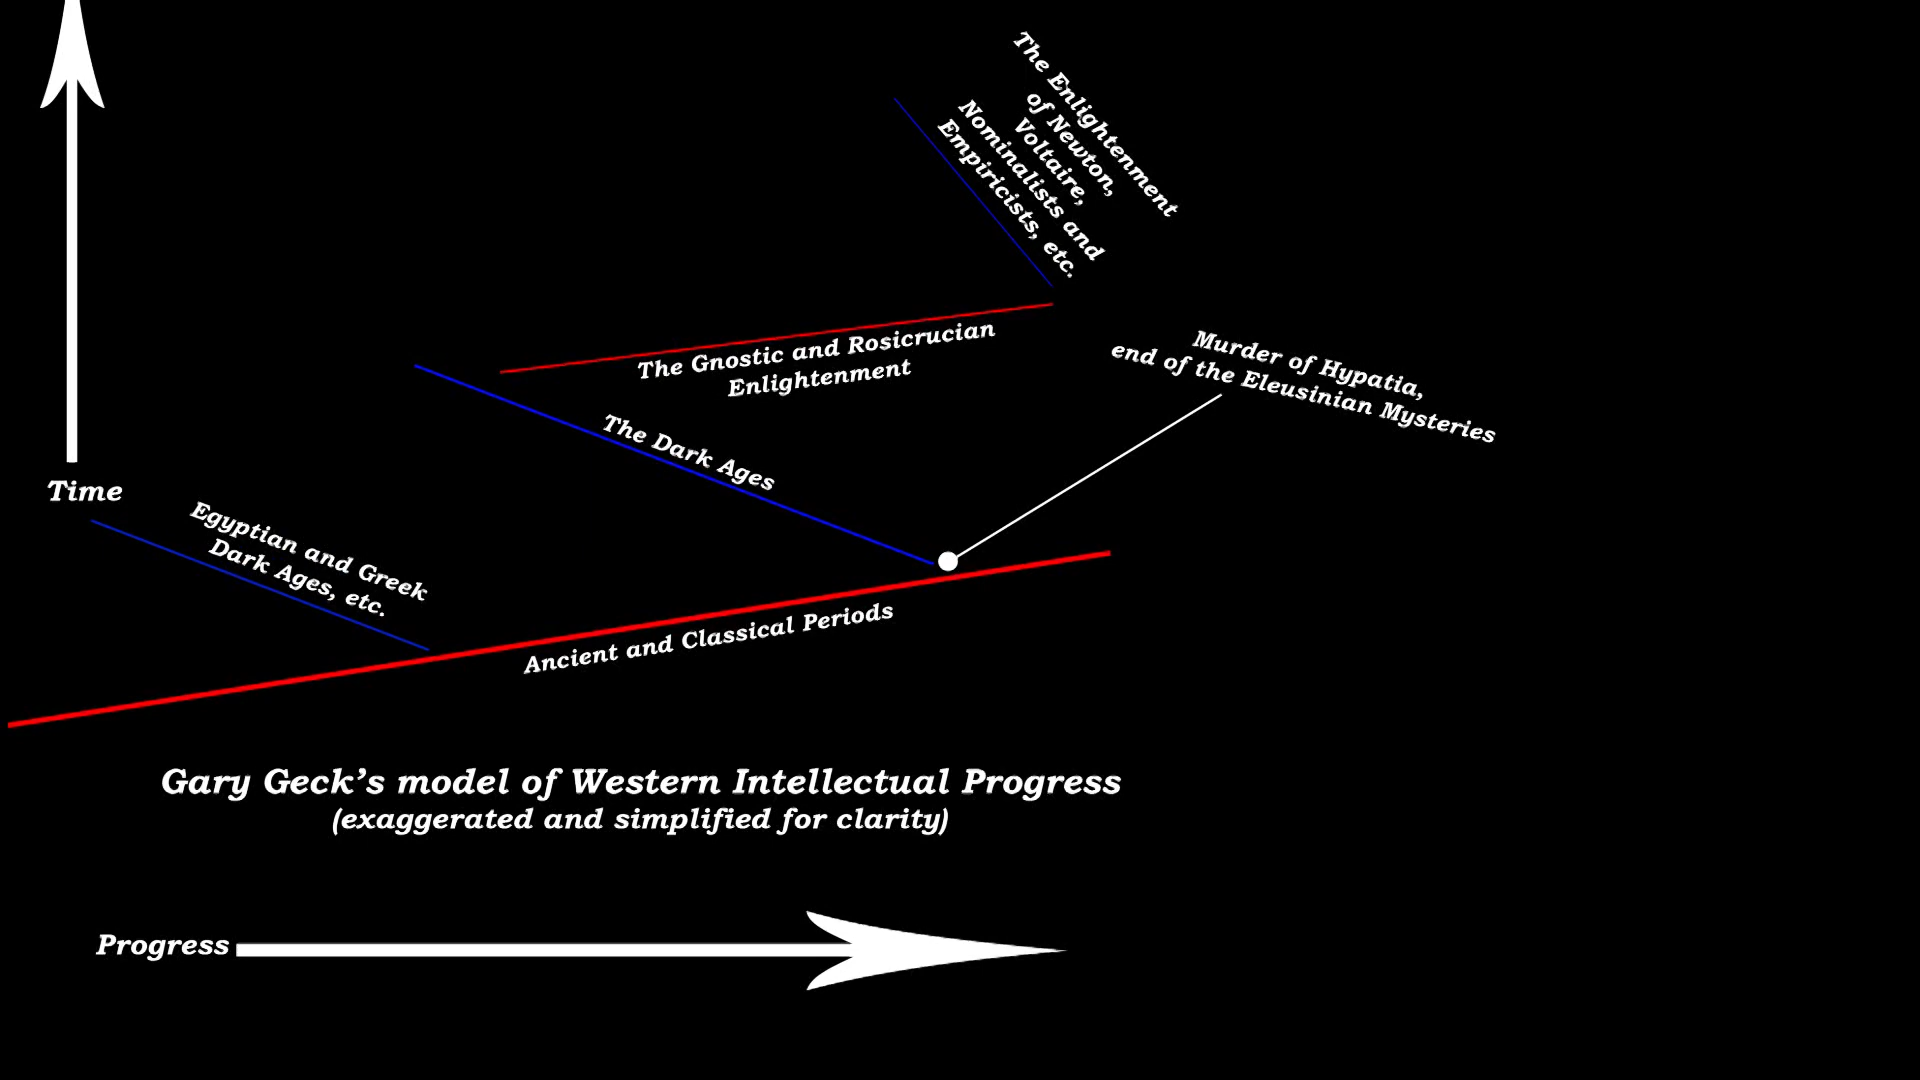 The Enlightenment
of Newton,
Voltaire,
Nominalists and
Empiricists, etc.
The Gnostic and Rosicrucian
Enlightenment
Murder of Hypatia,
end of the Eleusinian Mysteries
The Dark Ages
Time
Egyptian and Greek
Dark Ages, etc.
Ancient and Classical Periods
Gary Geck’s model of Western Intellectual Progress
(exaggerated and simplified for clarity)
Progress